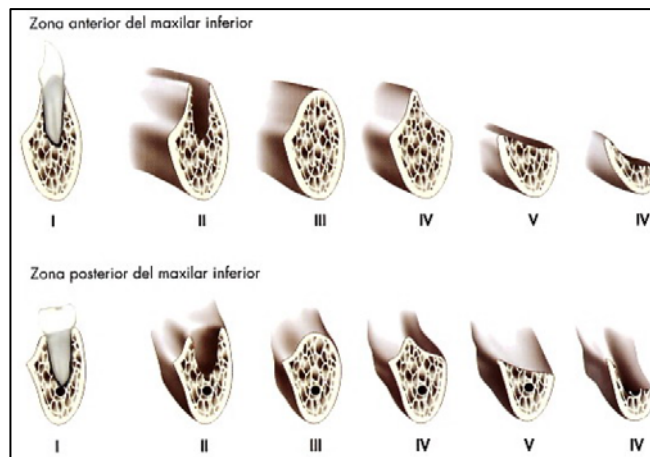 Zona anterior del maxilar inferior
I II III IV V IV
Zona posterior del maxilar inferior
I II III IV V IV